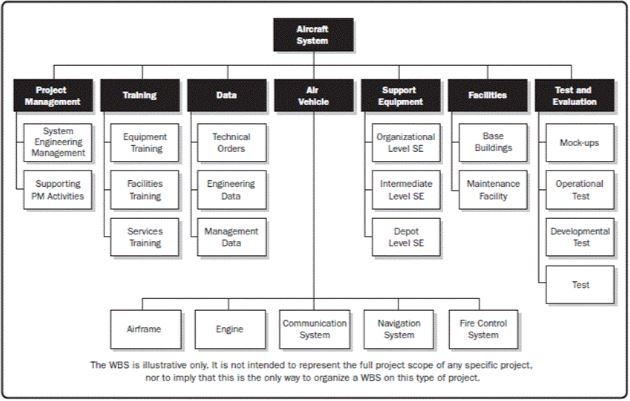 Aircraft
System
Project
Management
Training
Data
Air
Vehicle
Support
Equipment
Facilities
Test and
Evaluation
System
Engineering
Management
Supporting
PM Activities
Equipment
Training
Facilities
Training
Services
Training
Technical
Orders
Engineering
Data
Management
Data
Organizational
Level SE
Intermediate
Level SE
Depot
Level SE
Base
Buildings
Maintenance
Facility
Mock-ups
Operational
Test
Developmental
Test
Test
Airframe
Engine
Communication
System
Navigation
System
Fire Control
System
The WBS is illustrative only. It is not intended to represent the full project scope of any specific project,
nor to imply that this is the only way to organize a WBS on this type of project.